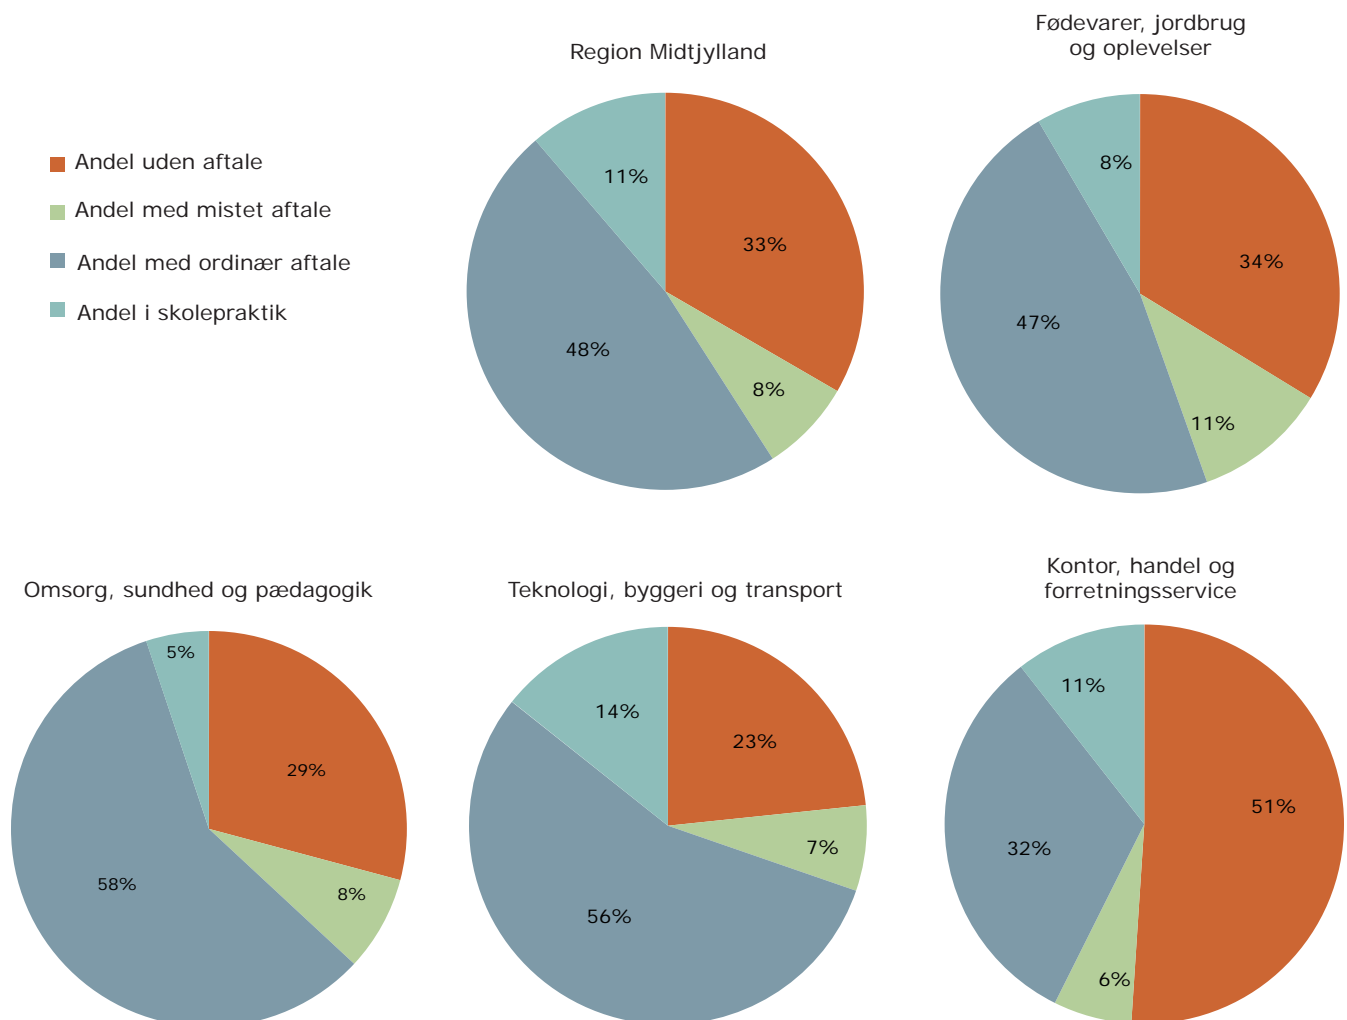 Region Midtjylland
Fødevarer, jordbrug
og oplevelser
Andel uden aftale
Andel med mistet aftale
Andel med ordinær aftale
Andel i skolepraktik
11%
33%
48%
8%
8%
34%
47%
11%
Omsorg, sundhed og pædagogik
Teknologi, byggeri og transport
Kontor, handel og
forretningsservice
5%
29%
58%
8%
14%
23%
7%
56%
11%
51%
32%
6%